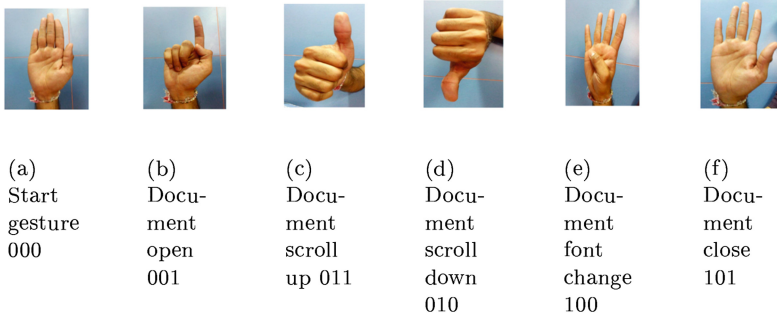 (a)
Start
gesture
000
(b)
Docu-
ment
open
001
(c)
Docu-
ment
scroll
up 011
(d)
Docu-
ment
scroll
down
010
(e)
Docu-
ment
font
change
100
(f)
Docu-
ment
close
101